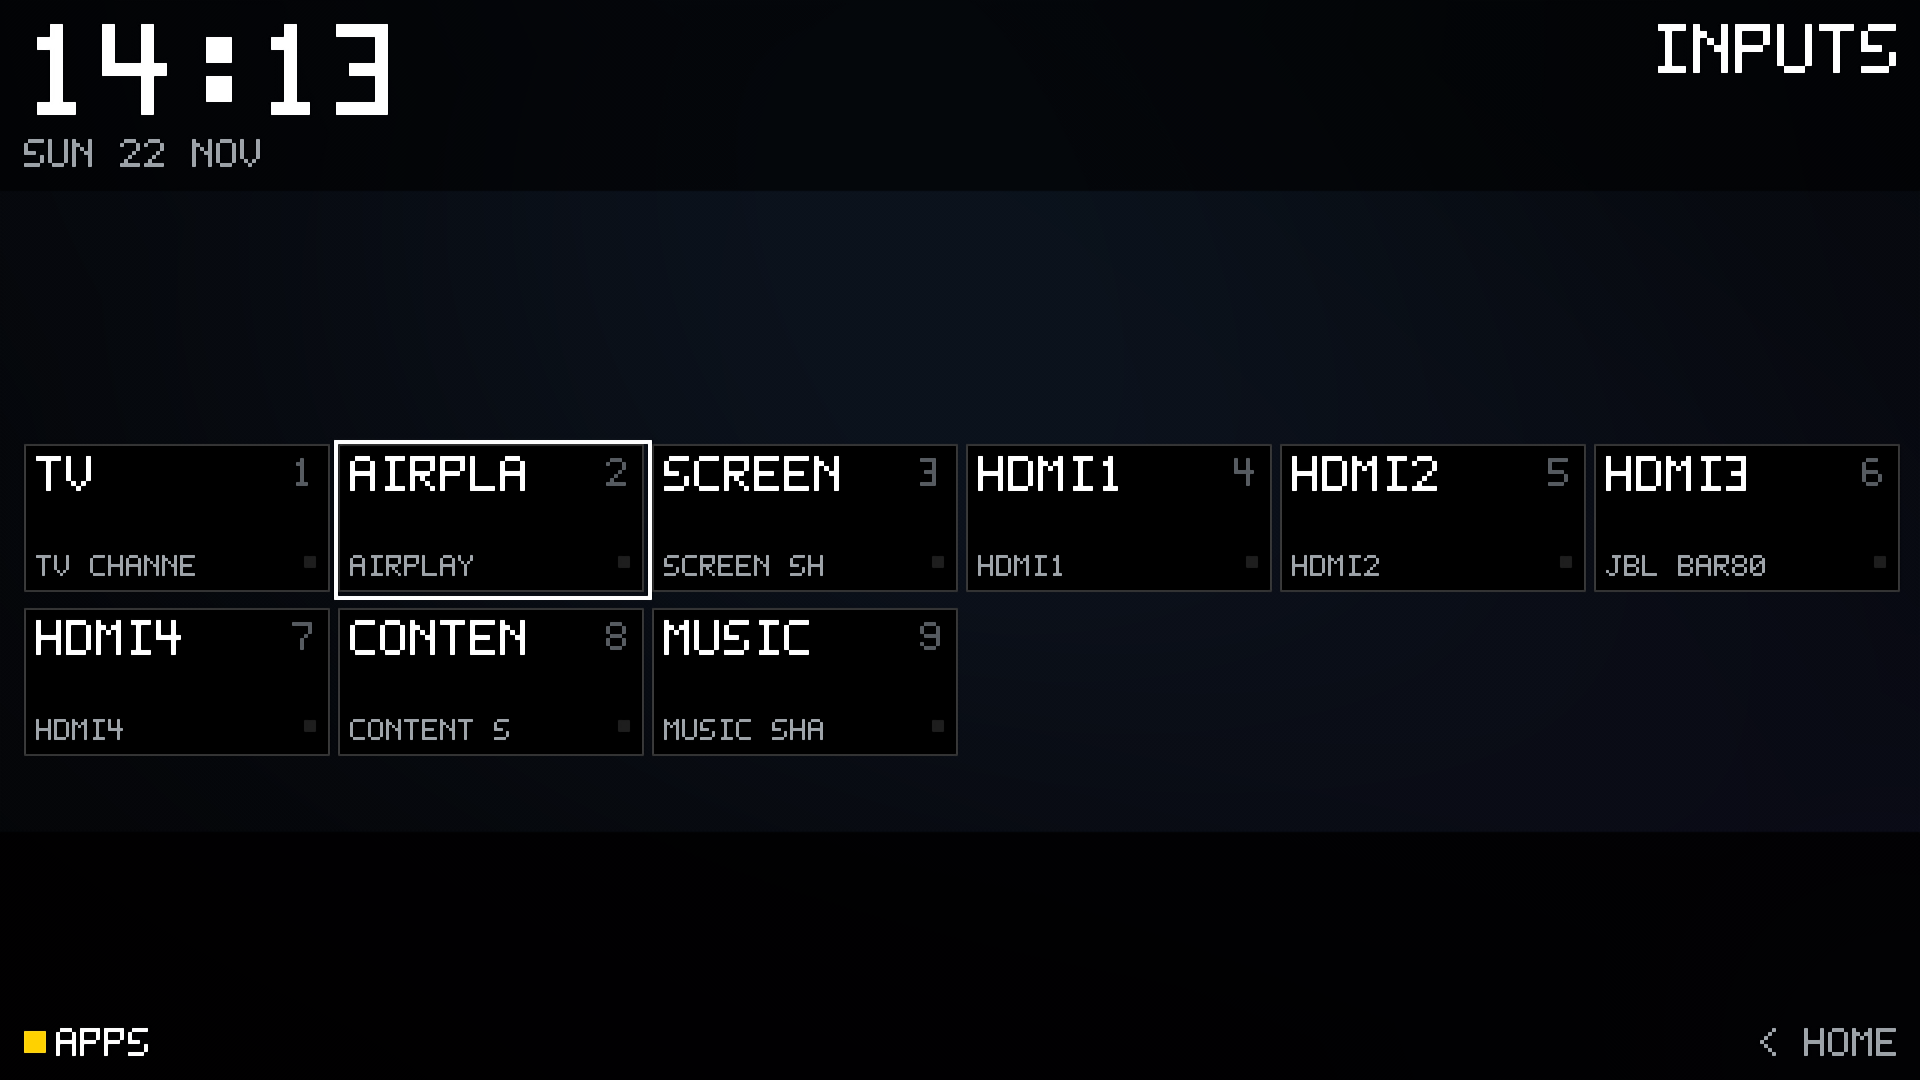 14:13
INPUTS
SUN 22 NOV
TV 1
TV CHANNE
AIRPLA 2
AIRPLAY
SCREEN 3
SCREEN SH
HDMI1 4
HDMI1
HDMI2 5
HDMI2
HDMI3 6
JBL BAR80
HDMI4 7
HDMI4
CONTEN 8
CONTENT S
MUSIC 9
MUSIC SHA
APPS
< HOME